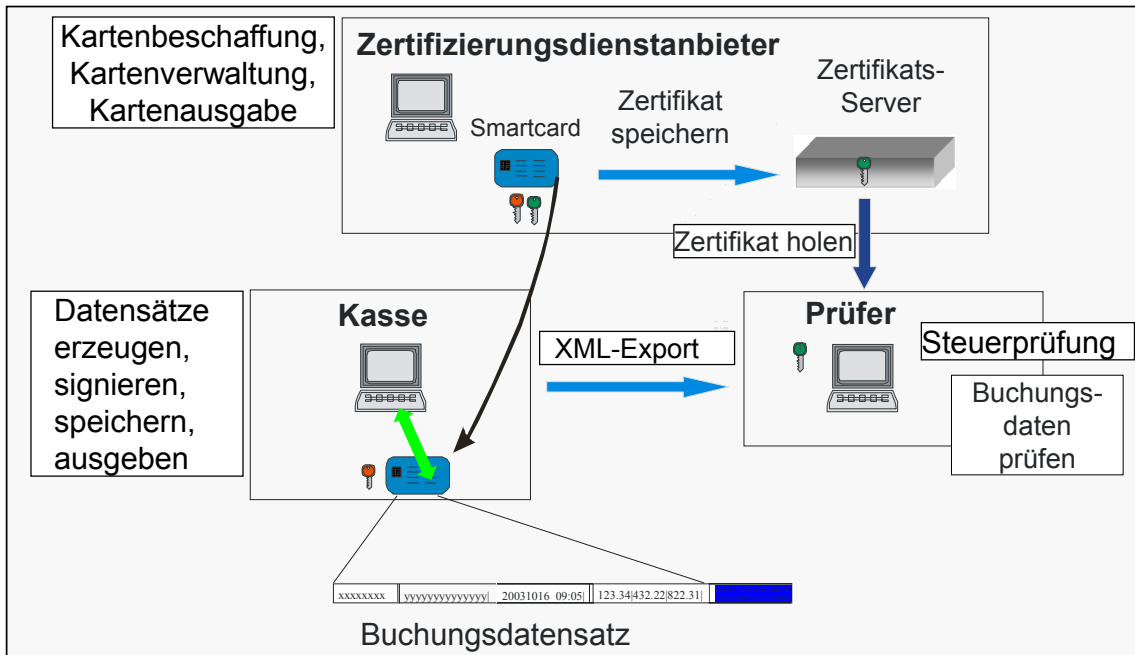 Kartenbeschaffung,
Kartenverwaltung,
Kartenausgabe
Zertifizierungsdienstanbieter
Smartcard
Zertifikat
speichern
Zertifikats-
Server
Zertifikat holen
Datensätze
erzeugen,
signieren,
speichern,
ausgeben
Kasse
XML-Export
Prüfer
Steuerprüfung
Buchungs-
daten
prüfen
xxxxxxxx yyyyyyyyyyyyyy| 20031016 09:05| 123.34|432.22|822.31|
Buchungsdatensatz